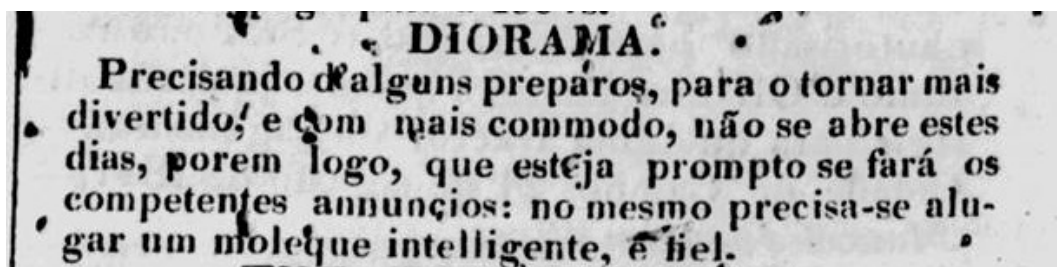 DIORAMA.
Precisando d'alguns preparos, para o tornar mais
divertido, e com mais commodo, não se abre estes
dias, porem logo, que esteja prompto se fará os
competentes annuncios: no mesmo precisa-se alu-
gar um moleque intelligente, e fiel.